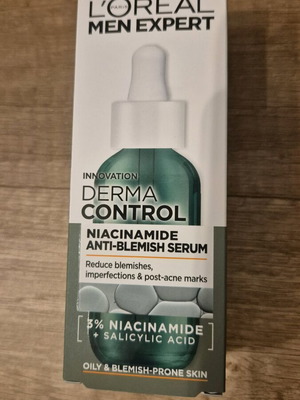 L'ORÉAL
PARIS
MEN EXPERT
INNOVATION
DERMA
CONTROL
NIACINAMIDE
ANTI-BLEMISH SERUM
Reduce blemishes,
imperfections & post-acne marks
[3% NIACINAMIDE
+ SALICYLIC ACID]
OILY & BLEMISH-PRONE SKIN